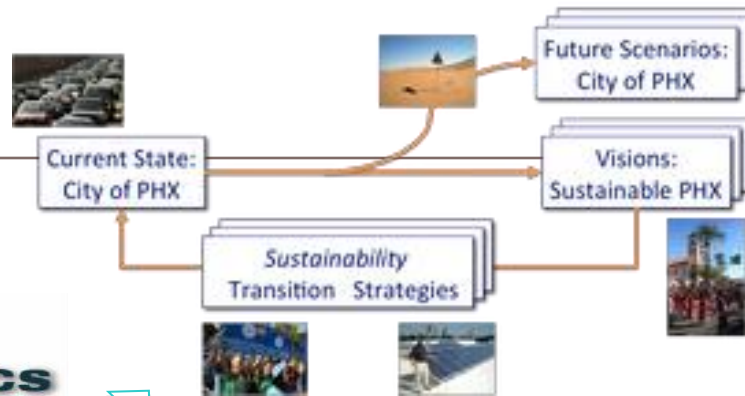 Future Scenarios:
City of PHX
Current State:
City of PHX
Visions:
Sustainable PHX
Sustainability
Transition Strategies
cs